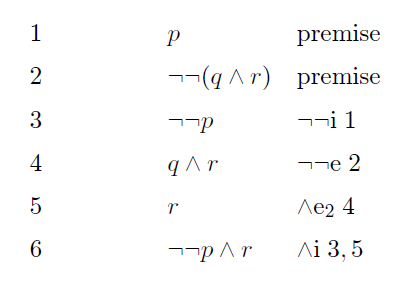 1 p premise
2 ¬¬(q ∧ r) premise
3 ¬¬p ¬¬i 1
4 q ∧ r ¬¬e 2
5 r ∧e₂ 4
6 ¬¬p ∧ r ∧i 3, 5